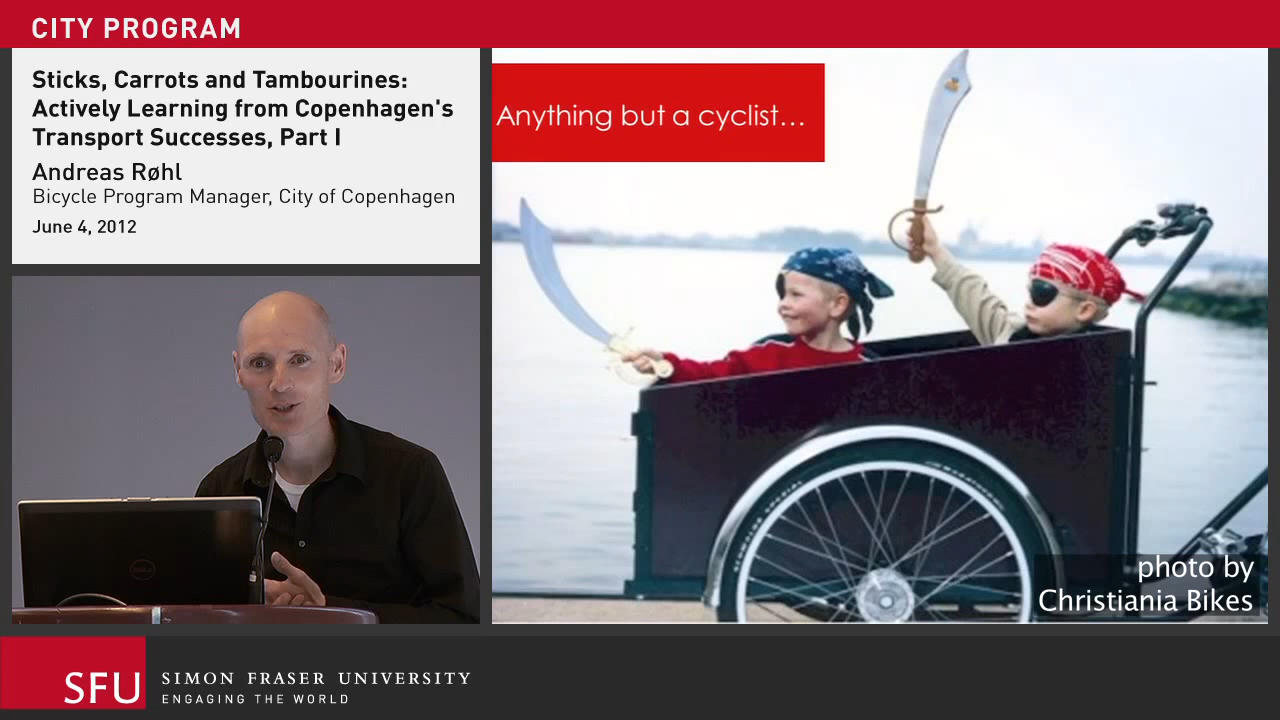 CITY PROGRAM
Sticks, Carrots and Tambourines:
Actively Learning from Copenhagen's
Transport Successes, Part I
Andreas Røhl
Bicycle Program Manager, City of Copenhagen
June 4, 2012
Anything but a cyclist...
photo by
Christiania Bikes
DELL
SFU SIMON FRASER UNIVERSITY
ENGAGING THE WORLD